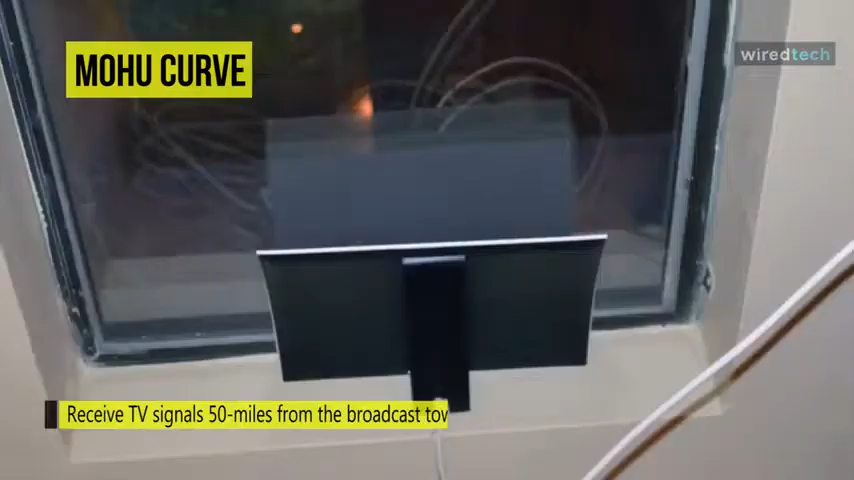 MOHU CURVE
wiredtech
Receive TV signals 50-miles from the broadcast